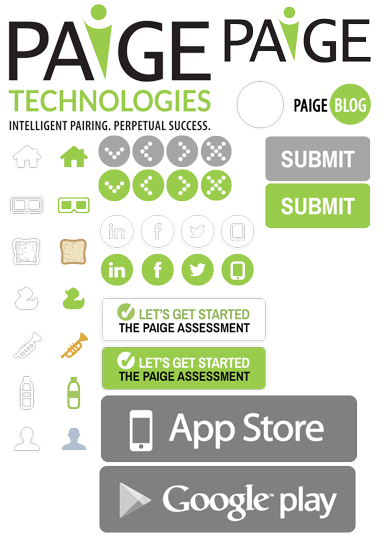 PAiGE
PAiGE
TECHNOLOGIES
INTELLIGENT PAIRING. PERPETUAL SUCCESS.
PAIGE BLOG
SUBMIT
SUBMIT
in f
in f
LET'S GET STARTED
THE PAIGE ASSESSMENT
LET'S GET STARTED
THE PAIGE ASSESSMENT
App Store
Google™ play